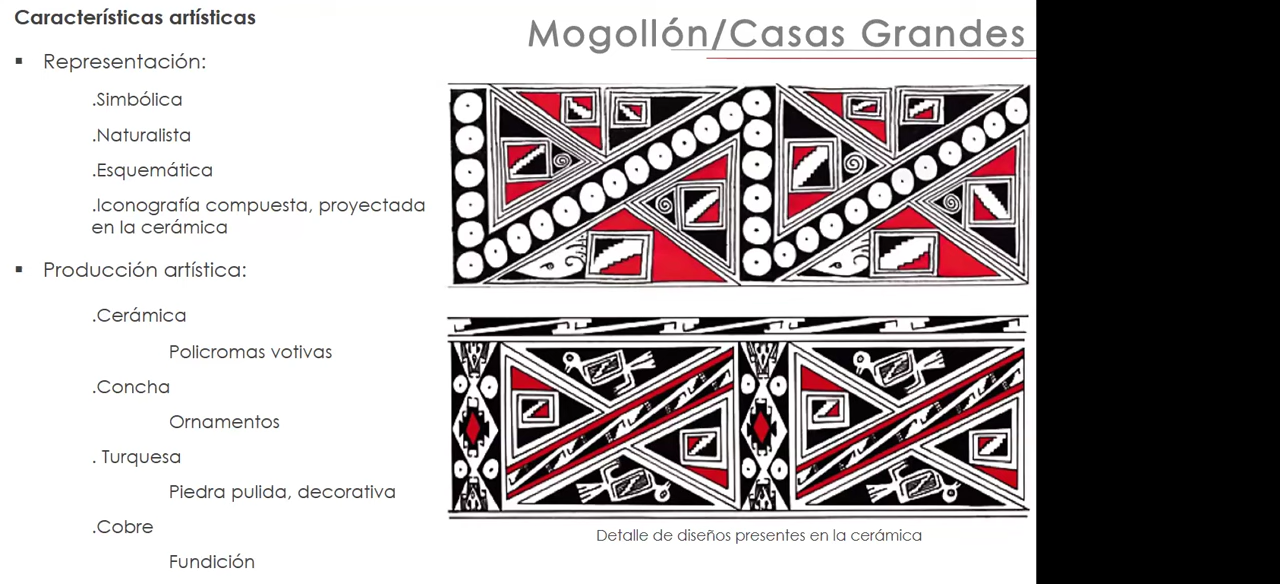 Características artísticas
Mogollón/Casas Grandes
▪ Representación:
.Simbólica
.Naturalista
.Esquemática
.Iconografía compuesta, proyectada
en la cerámica
▪ Producción artística:
.Cerámica
Policromas votivas
.Concha
Ornamentos
. Turquesa
Piedra pulida, decorativa
.Cobre
Fundición
Detalle de diseños presentes en la cerámica